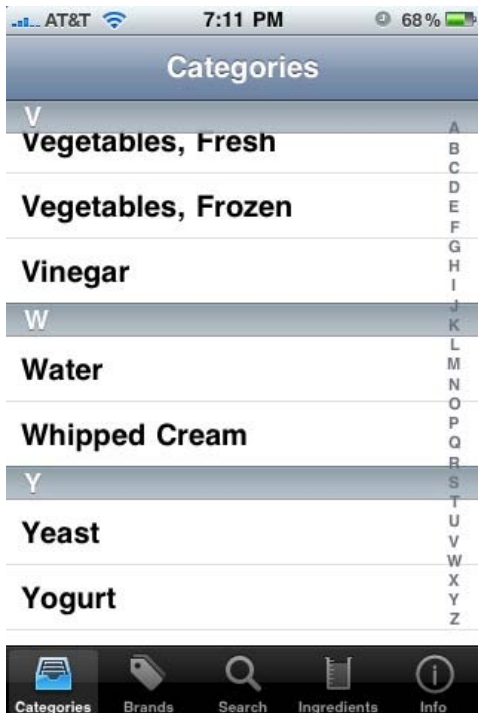 AT&T 7:11 PM 68%
Categories
V
Vegetables, Fresh
Vegetables, Frozen
Vinegar
W
Water
Whipped Cream
Y
Yeast
Yogurt
A
B
C
D
E
F
G
H
I
J
K
L
M
N
O
P
Q
R
S
T
U
V
W
X
Y
Z
Categories Brands Search Ingredients Info